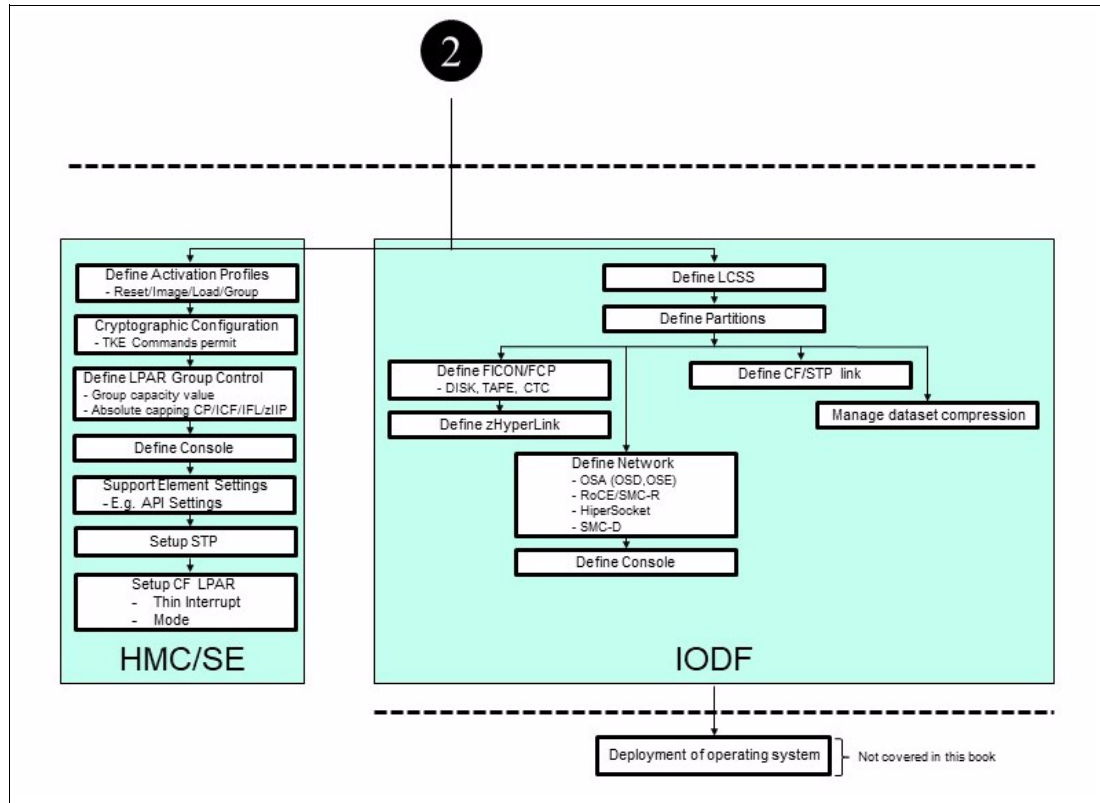 2
Define Activation Profiles
- Reset/Image/Load/Group
Cryptographic Configuration
- TKE Commands permit
Define LPAR Group Control
- Group capacity value
- Absolute capping CP/ICF/IFL/zIIP
Define Console
Support Element Settings
- E.g. API Settings
Setup STP
Setup CF LPAR
- Thin Interrupt
- Mode
HMC/SE
Define LCSS
Define Partitions
Define FICON/FCP
- DISK, TAPE, CTC
Define zHyperLink
Define CF/STP link
Manage dataset compression
Define Network
- OSA (OSD,OSE)
- RoCE/SMC-R
- HiperSocket
- SMC-D
Define Console
IODF
Deployment of operating system
Not covered in this book